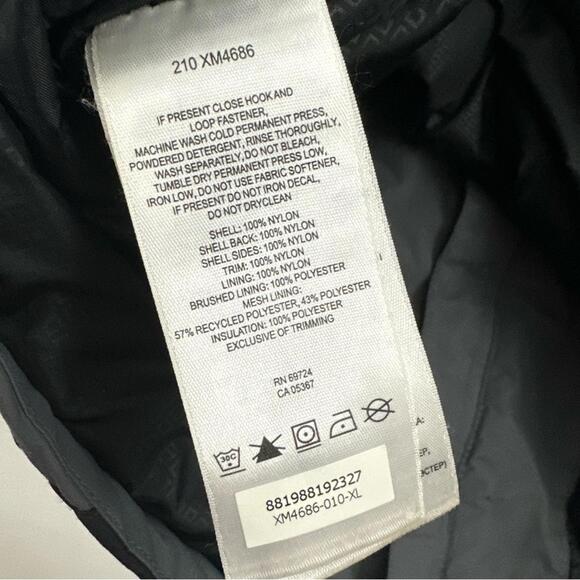 210 XM4686
IF PRESENT CLOSE HOOK AND
LOOP FASTENER,
MACHINE WASH COLD PERMANENT PRESS,
POWDERED DETERGENT, RINSE THOROUGHLY,
WASH SEPARATELY, DO NOT BLEACH,
TUMBLE DRY PERMANENT PRESS LOW,
IRON LOW, DO NOT USE FABRIC SOFTENER,
IF PRESENT DO NOT IRON DECAL,
DO NOT DRYCLEAN
SHELL: 100% NYLON
SHELL BACK: 100% NYLON
SHELL SIDES: 100% NYLON
TRIM: 100% NYLON
LINING: 100% NYLON
BRUSHED LINING: 100% POLYESTER
MESH LINING:
57% RECYCLED POLYESTER, 43% POLYESTER
INSULATION: 100% POLYESTER
EXCLUSIVE OF TRIMMING
RN 69724
CA 05367
30C
881988192327
XM4686-010-XL
А:
ЕР,
ЭСТЕР)